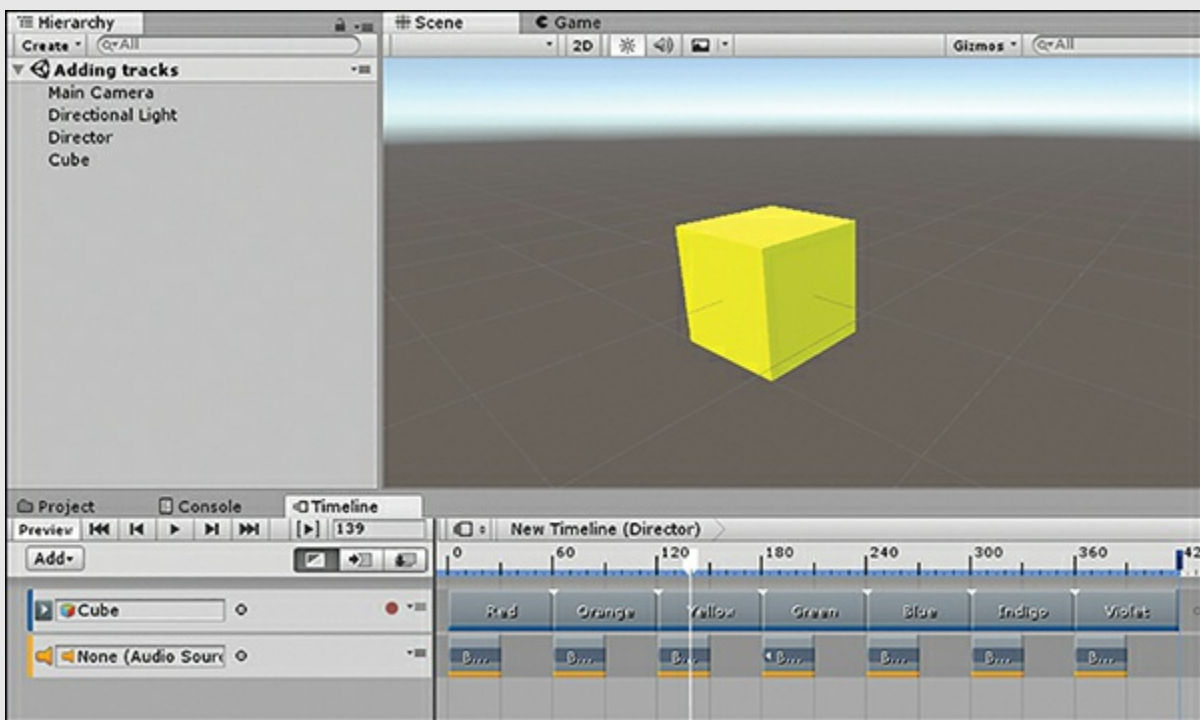 Hierarchy
Create
All
Adding tracks
Main Camera
Directional Light
Director
Cube
Scene
Game
2D
Gizmos
All
Project
Console
Timeline
Preview
139
New Timeline (Director)
Add
0 60 120 180 240 300 360 42
Cube
Red Orange Yellow Green Blue Indigo Violet
None (Audio Sour
B... B... B... B... B... B... B...